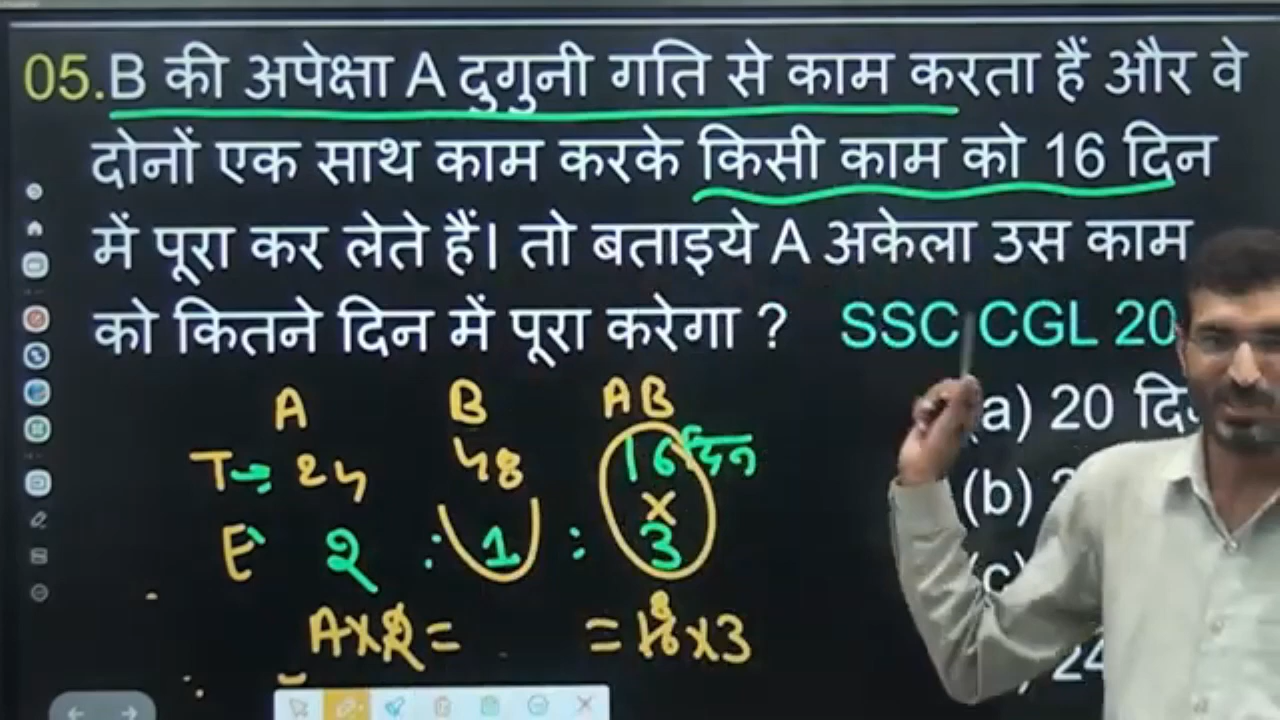 05.B की अपेक्षा A दुगुनी गति से काम करता हैं और वे
दोनों एक साथ काम करके किसी काम को 16 दिन
में पूरा कर लेते हैं। तो बताइये A अकेला उस काम
को कितने दिन में पूरा करेगा ? SSC CGL 20
(a) 20
A B AB
(b)
T→ 24 48 16 दिन
×
E 2 : 1 : 3
(c)
A×2 = = 16×3
8
24